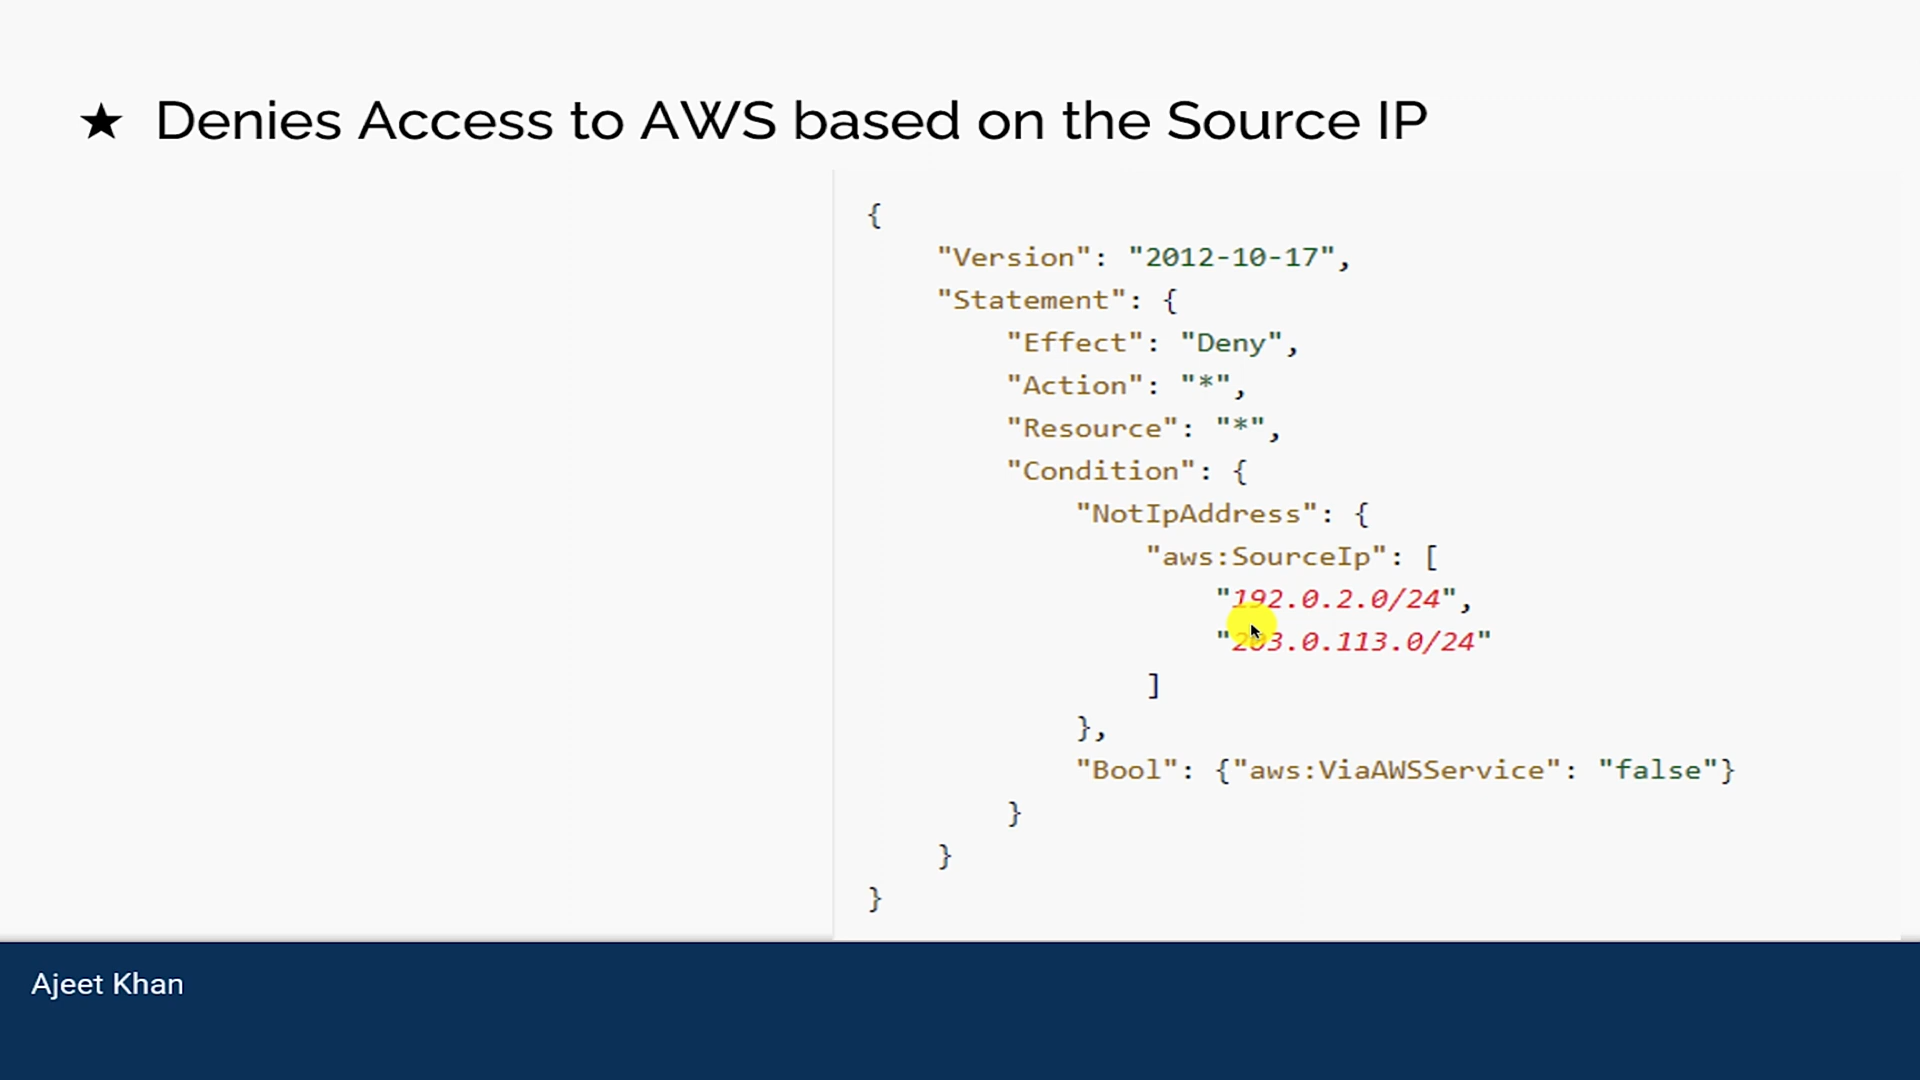 ★ Denies Access to AWS based on the Source IP
{
"Version": "2012-10-17",
"Statement": {
"Effect": "Deny",
"Action": "*",
"Resource": "*",
"Condition": {
"NotIpAddress": {
"aws:SourceIp": [
"192.0.2.0/24",
"203.0.113.0/24"
]
},
"Bool": {"aws:ViaAWSService": "false"}
}
}
}
Ajeet Khan